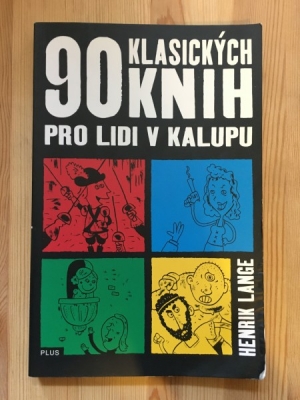 90 KLASICKÝCH
KNIH
PRO LIDI V KALUPU
HENRIK LANGE
PLUS